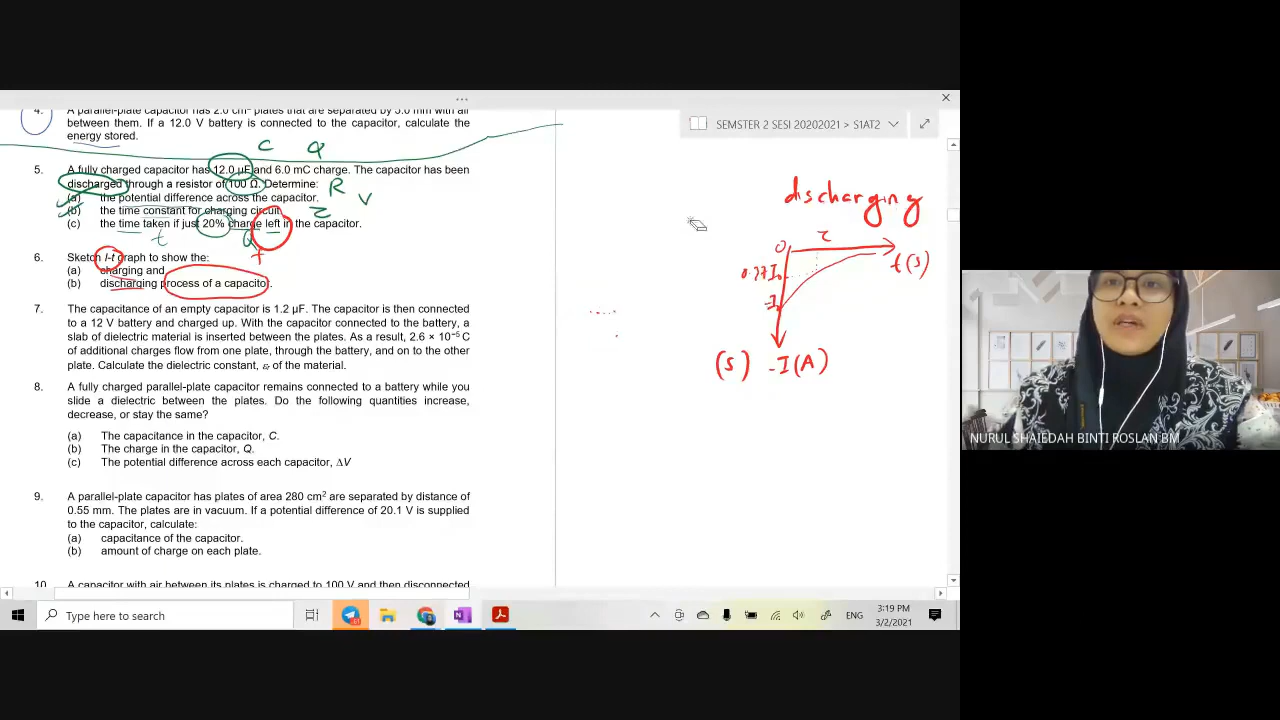 4. A parallel-plate capacitor has 2.0 cm² plates that are separated by 3.0 mm with air
between them. If a 12.0 V battery is connected to the capacitor, calculate the
energy stored.
C Q
5. A fully charged capacitor has 12.0 μF and 6.0 mC charge. The capacitor has been
discharged through a resistor of 100 Ω. Determine: R
(a) the potential difference across the capacitor. V
(b) the time constant for charging circuit. τ
(c) the time taken if just 20% charge left in the capacitor.
t Q
6. Sketch I-t graph to show the:
(a) charging and
(b) discharging process of a capacitor.
7. The capacitance of an empty capacitor is 1.2 μF. The capacitor is then connected
to a 12 V battery and charged up. With the capacitor connected to the battery, a
slab of dielectric material is inserted between the plates. As a result, 2.6 × 10⁻⁵ C
of additional charges flow from one plate, through the battery, and on to the other
plate. Calculate the dielectric constant, εr of the material.
8. A fully charged parallel-plate capacitor remains connected to a battery while you
slide a dielectric between the plates. Do the following quantities increase,
decrease, or stay the same?
(a) The capacitance in the capacitor, C.
(b) The charge in the capacitor, Q.
(c) The potential difference across each capacitor, ΔV
9. A parallel-plate capacitor has plates of area 280 cm² are separated by distance of
0.55 mm. The plates are in vacuum. If a potential difference of 20.1 V is supplied
to the capacitor, calculate:
(a) capacitance of the capacitor.
(b) amount of charge on each plate.
10. A capacitor with air between its plates is charged to 100 V and then disconnected
SEMSTER 2 SESI 20202021 > S1AT2
discharging
0 τ
t(s)
0.37I₀
-I₀
(s) -I(A)
NURUL SHAIEDAH BINTI ROSLAN BM
Type here to search
ENG
3:19 PM
3/2/2021